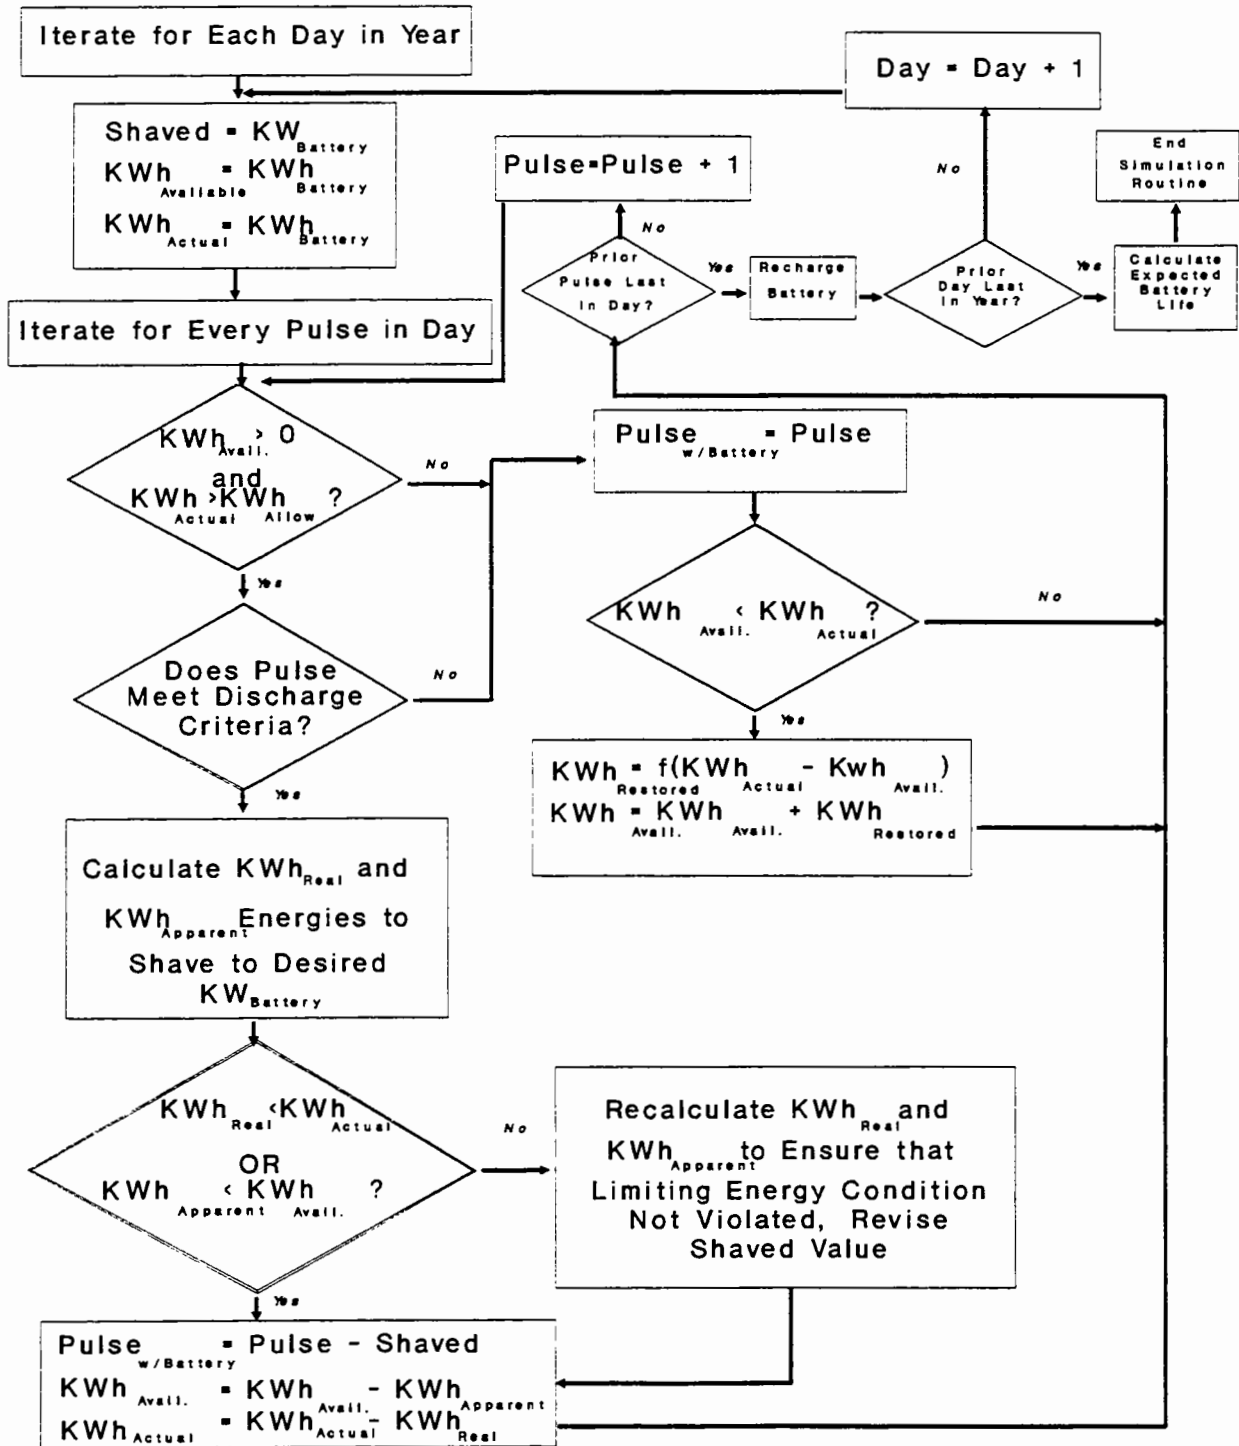 Iterate for Each Day in Year
Day = Day + 1
Shaved = KW Battery
KWh Available = KWh Battery
KWh Actual = KWh Battery
Pulse=Pulse + 1
No
End
Simulation
Routine
No
Prior
Pulse Last
in Day?
Yes
Recharge
Battery
Prior
Day Last
in Year?
Yes
Calculate
Expected
Battery
Life
Iterate for Every Pulse in Day
KWh Avail. > 0
and
KWh Actual > KWh Allow ?
No
Yes
Pulse w/Battery = Pulse
KWh Avail. < KWh Actual ?
No
Yes
Does Pulse
Meet Discharge
Criteria?
No
Yes
KWh Restored = f(KWh Actual - Kwh Avail. )
KWh Avail. = KWh Avail. + KWh Restored
Calculate KWh Real and
KWh Apparent Energies to
Shave to Desired
KW Battery
KWh Real < KWh Actual
OR
KWh Apparent < KWh Avail. ?
No
Yes
Recalculate KWh Real and
KWh Apparent to Ensure that
Limiting Energy Condition
Not Violated, Revise
Shaved Value
Pulse w/Battery = Pulse - Shaved
KWh Avail. = KWh Avail. - KWh Apparent
KWh Actual = KWh Actual - KWh Real